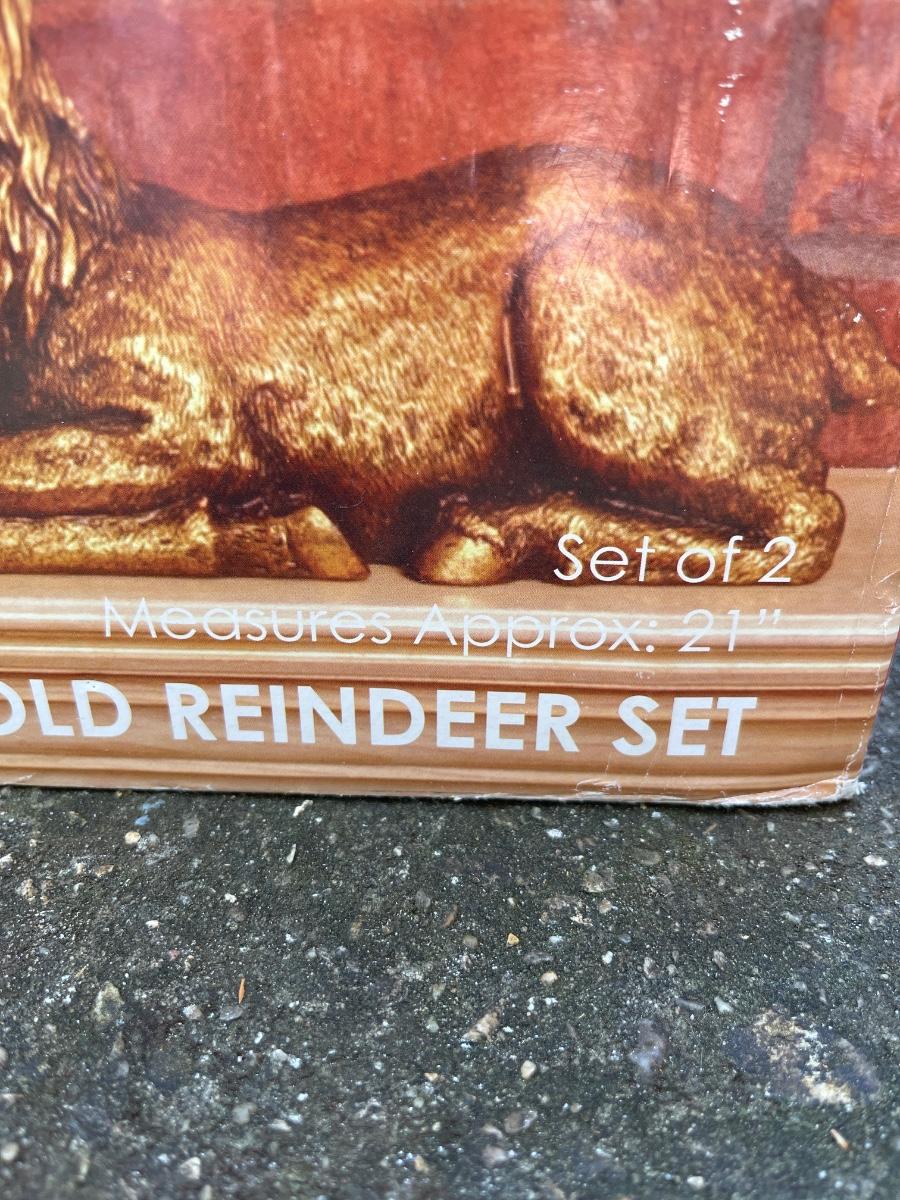 Set of 2
Measures Approx: 21”
OLD REINDEER SET